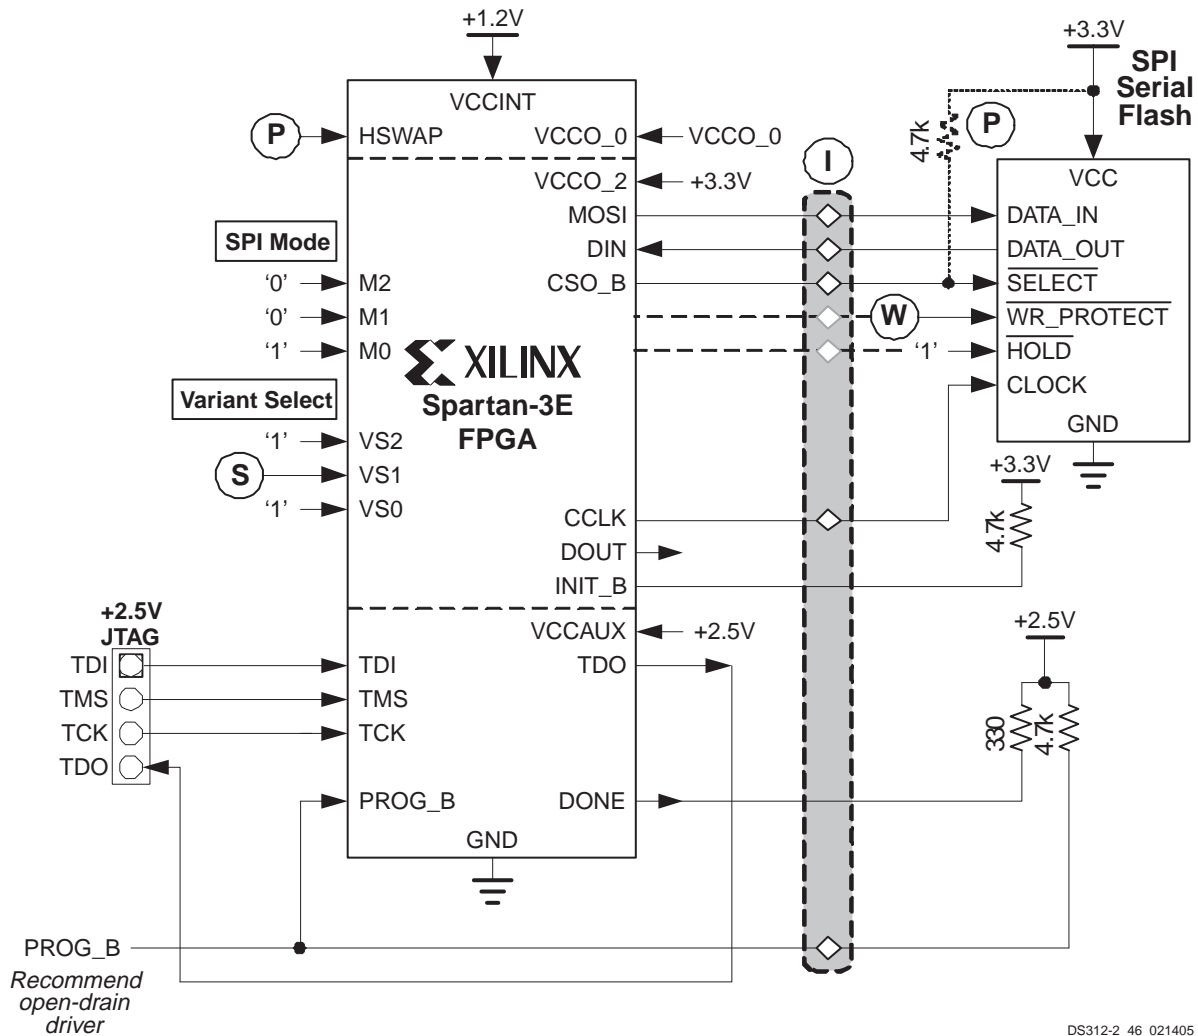 +1.2V
+3.3V
SPI
Serial
Flash
VCCINT
P
HSWAP
VCCO_0
VCCO_0
4.7k
P
I
VCCO_2
+3.3V
VCC
MOSI
DATA_IN
SPI Mode
DIN
DATA_OUT
‘0’
M2
CSO_B
SELECT
‘0’
M1
W
WR_PROTECT
‘1’
M0
‘1’
HOLD
XILINX
CLOCK
Variant Select
Spartan-3E
FPGA
GND
‘1’
VS2
S
VS1
+3.3V
‘1’
VS0
CCLK
4.7k
DOUT
INIT_B
+2.5V
JTAG
VCCAUX
+2.5V
+2.5V
TDI
TDI
TDO
TMS
TMS
TCK
TCK
330
4.7k
TDO
PROG_B
DONE
GND
PROG_B
Recommend
open-drain
driver
DS312-2_46_021405